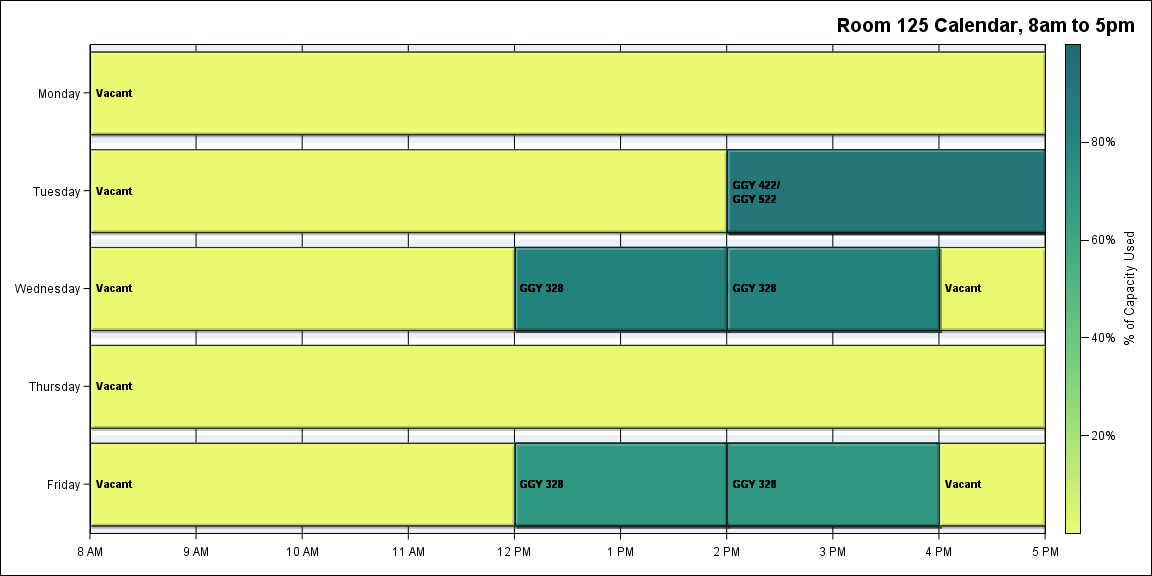 Room 125 Calendar, 8am to 5pm
Monday
Vacant
Tuesday
Vacant
GGY 422/
GGY 522
Wednesday
Vacant
GGY 328
GGY 328
Vacant
Thursday
Vacant
Friday
Vacant
GGY 328
GGY 328
Vacant
8 AM
9 AM
10 AM
11 AM
12 PM
1 PM
2 PM
3 PM
4 PM
5 PM
80%
60%
40%
20%
% of Capacity Used